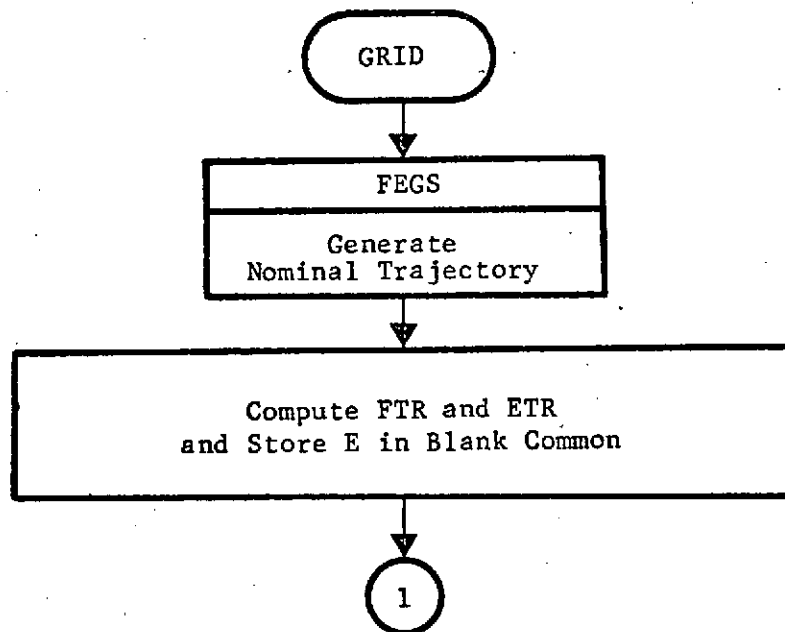 GRID
FEGS
Generate
Nominal Trajectory
Compute FTR and ETR
and Store E in Blank Common
1